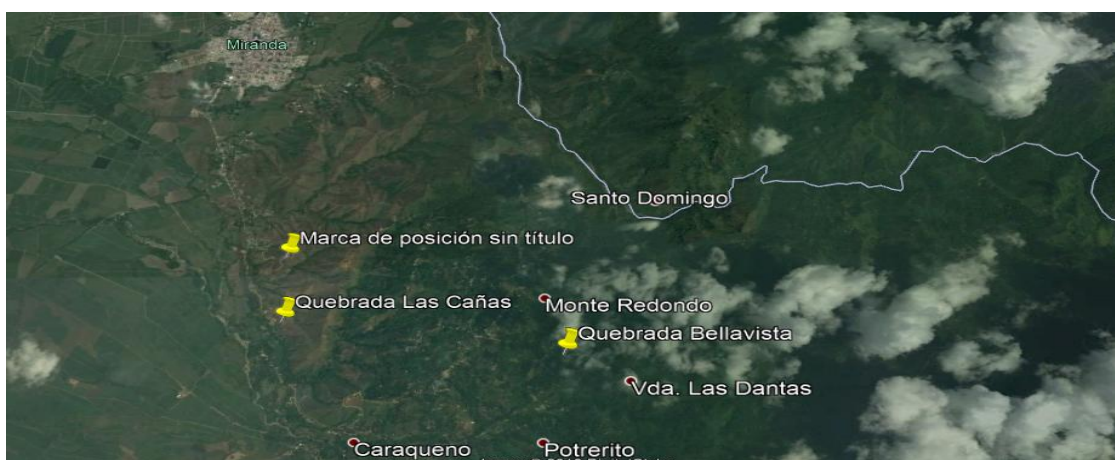 Miranda
Santo Domingo
Marca de posición sin título
Quebrada Las Cañas
Monte Redondo
Quebrada Bellavista
Vda. Las Dantas
Caraqueno
Potrerito